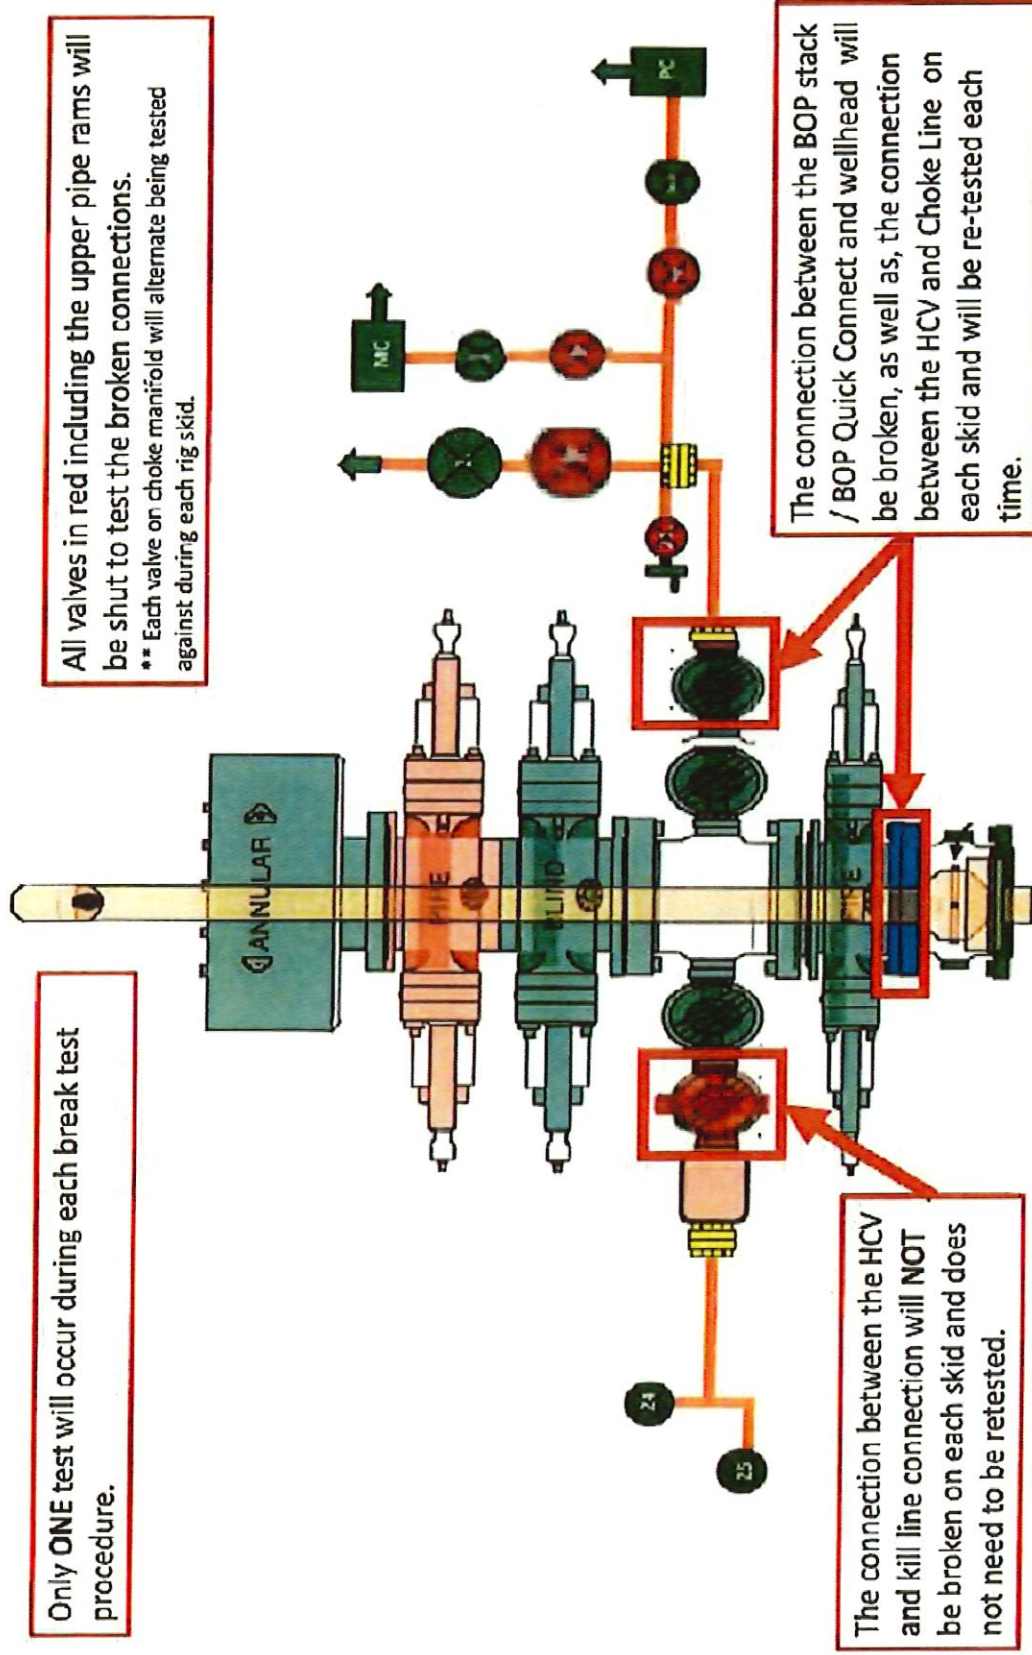 Only ONE test will occur during each break test
procedure.
All valves in red including the upper pipe rams will
be shut to test the broken connections.
** Each valve on choke manifold will alternate being tested
against during each rig skid.
ANNULAR
PIPE
BLIND
PIPE
MC
PC
24
25
The connection between the HCV
and kill line connection will NOT
be broken on each skid and does
not need to be retested.
The connection between the BOP stack
/ BOP Quick Connect and wellhead will
be broken, as well as, the connection
between the HCV and Choke Line on
each skid and will be re-tested each
time.